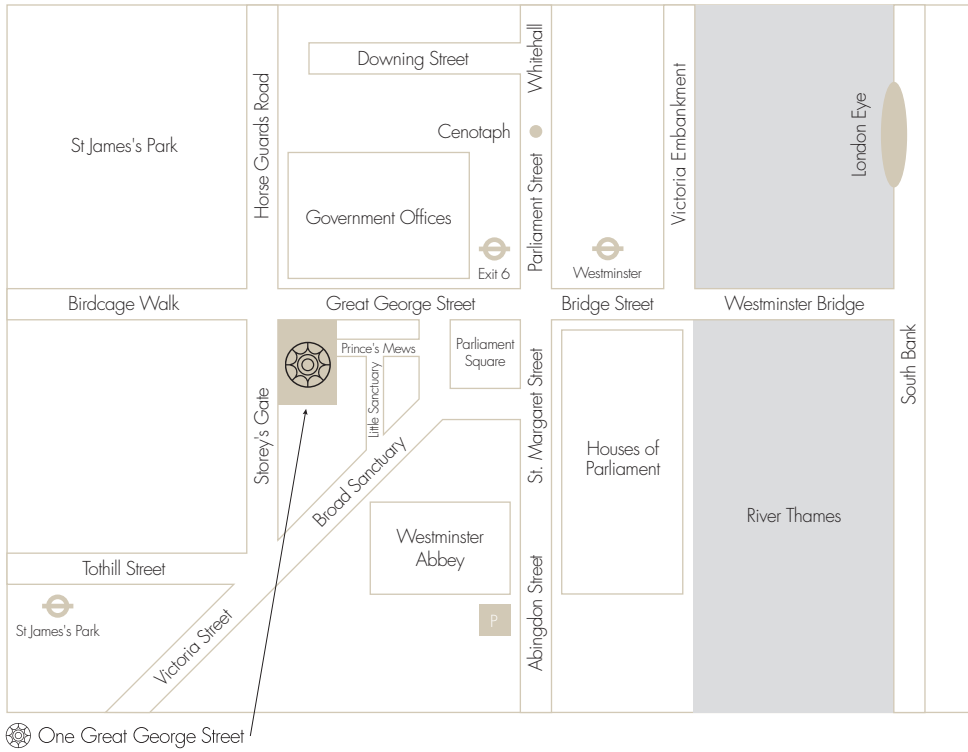 Downing Street
Whitehall
Horse Guards Road
Victoria Embankment
London Eye
St James's Park
Cenotaph
Parliament Street
Government Offices
Exit 6
Westminster
Birdcage Walk
Great George Street
Bridge Street
Westminster Bridge
Prince's Mews
Parliament
Square
South Bank
Little Sanctuary
St. Margaret Street
Storey's Gate
Houses of
Parliament
Broad Sanctuary
River Thames
Westminster
Abbey
Tothill Street
Abingdon Street
P
St James's Park
Victoria Street
One Great George Street